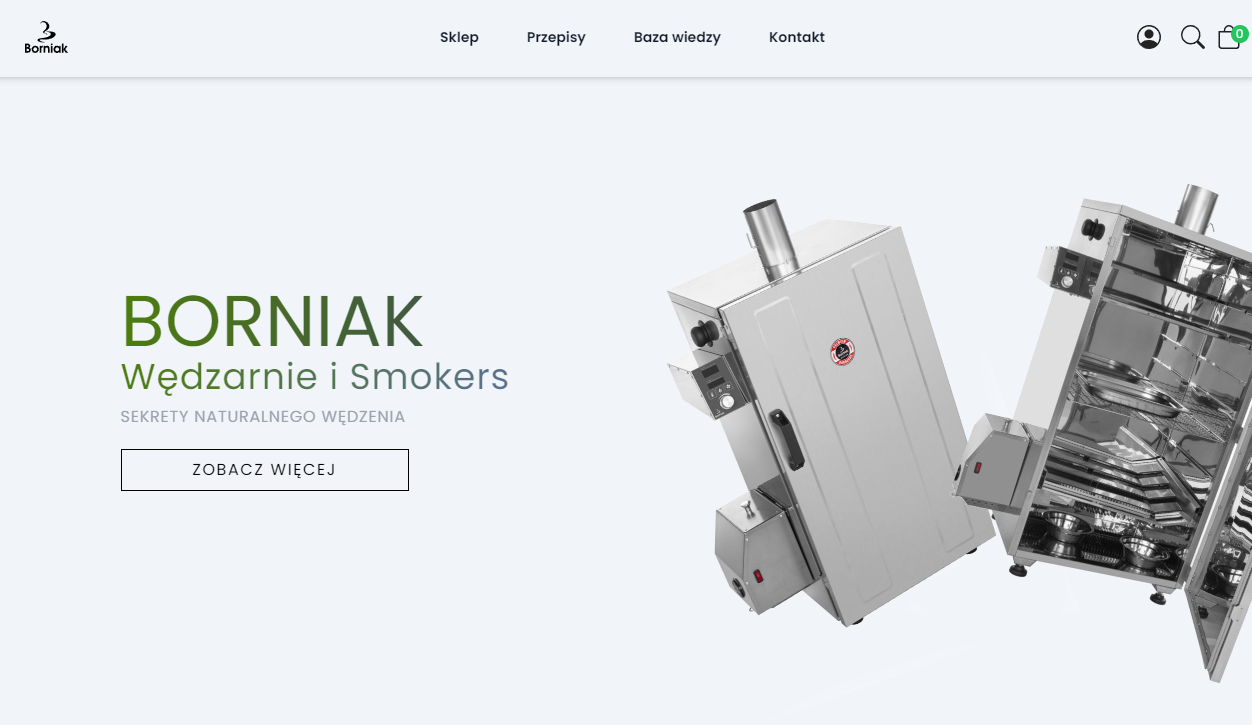 Borniak
Sklep
Przepisy
Baza wiedzy
Kontakt
0
BORNIAK
Wędzarnie i Smokers
SEKRETY NATURALNEGO WĘDZENIA
ZOBACZ WIĘCEJ